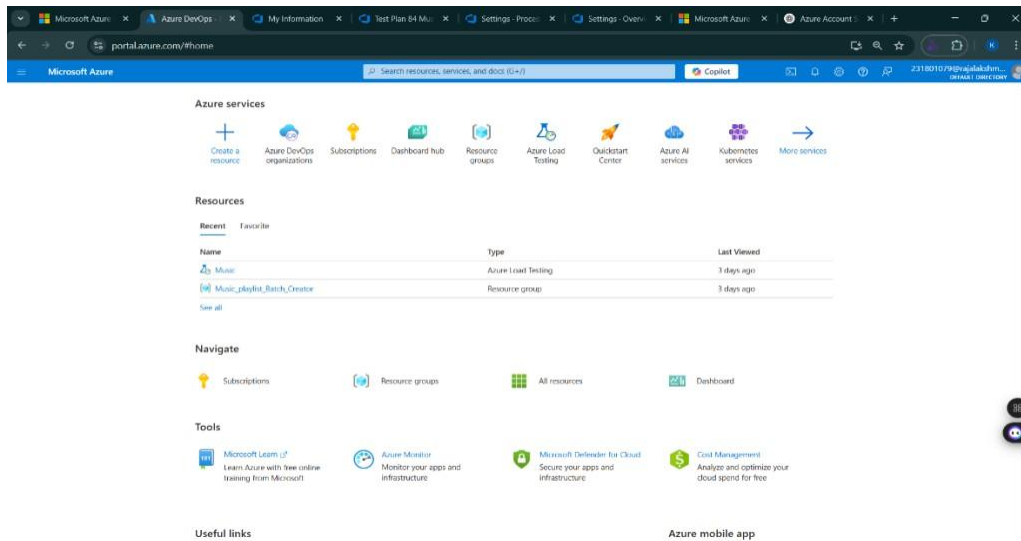 Microsoft Azure
Azure DevOps -
My Information
Test Plan 84 Mu
Settings - Proce
Settings - Overv
Microsoft Azure
Azure Account S
portal.azure.com/#home
K
Microsoft Azure
Search resources, services, and docs (G+/)
Copilot
231801079@rajalakshm...
DEFAULT DIRECTORY
Azure services
Create a resource
Azure DevOps organizations
Subscriptions
Dashboard hub
Resource groups
Azure Load Testing
Quickstart Center
Azure AI services
Kubernetes services
More services
Resources
Recent Favorite
Name Type Last Viewed
Music Azure Load Testing 3 days ago
Music_playlist_Batch_Creator Resource group 3 days ago
See all
Navigate
Subscriptions Resource groups All resources Dashboard
Tools
Microsoft Learn
Learn Azure with free online
training from Microsoft
Azure Monitor
Monitor your apps and
infrastructure
Microsoft Defender for Cloud
Secure your apps and
infrastructure
Cost Management
Analyze and optimize your
cloud spend for free
Useful links Azure mobile app